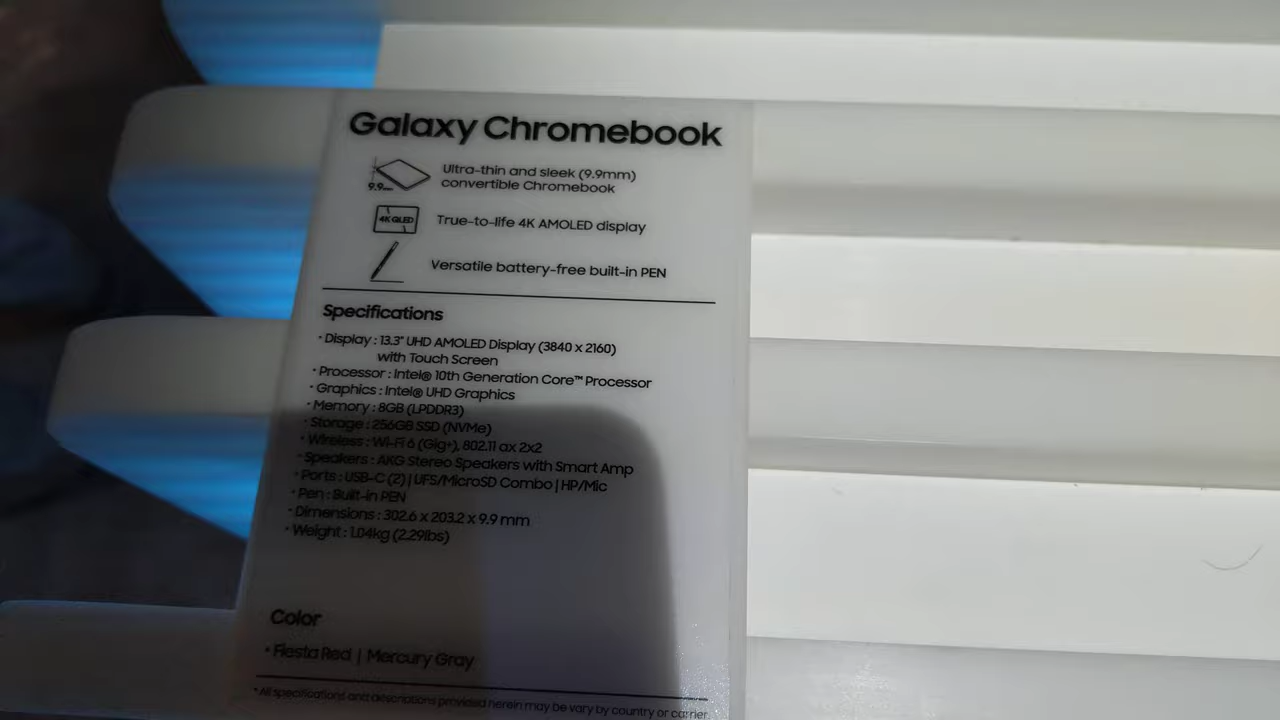 Galaxy Chromebook
9.9mm
Ultra-thin and sleek (9.9mm)
convertible Chromebook
4K QLED
True-to-life 4K AMOLED display
Versatile battery-free built-in PEN
Specifications
· Display : 13.3" UHD AMOLED Display (3840 x 2160)
with Touch Screen
· Processor : Intel® 10th Generation Core™ Processor
· Graphics : Intel® UHD Graphics
· Memory : 8GB (LPDDR3)
· Storage : 256GB SSD (NVMe)
· Wireless : Wi-Fi 6 (Gig+), 802.11 ax 2x2
· Speakers : AKG Stereo Speakers with Smart Amp
· Ports : USB-C (2) | UFS/MicroSD Combo | HP/Mic
· Pen : Built-in PEN
· Dimensions : 302.6 x 203.2 x 9.9 mm
· Weight : 1.04kg (2.29lbs)
Color
· Fiesta Red | Mercury Gray
*All specifications and descriptions provided herein may be vary by country or carrier